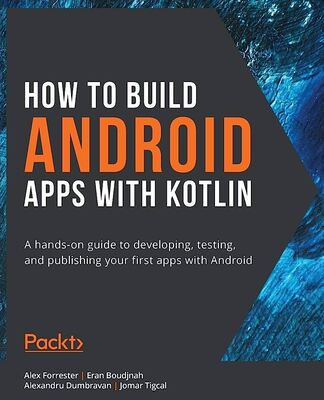 HOW TO BUILD
ANDROID
APPS WITH KOTLIN
A hands-on guide to developing, testing,
and publishing your first apps with Android
Packt>
Alex Forrester | Eran Boudjnah
Alexandru Dumbravan | Jomar Tigcal